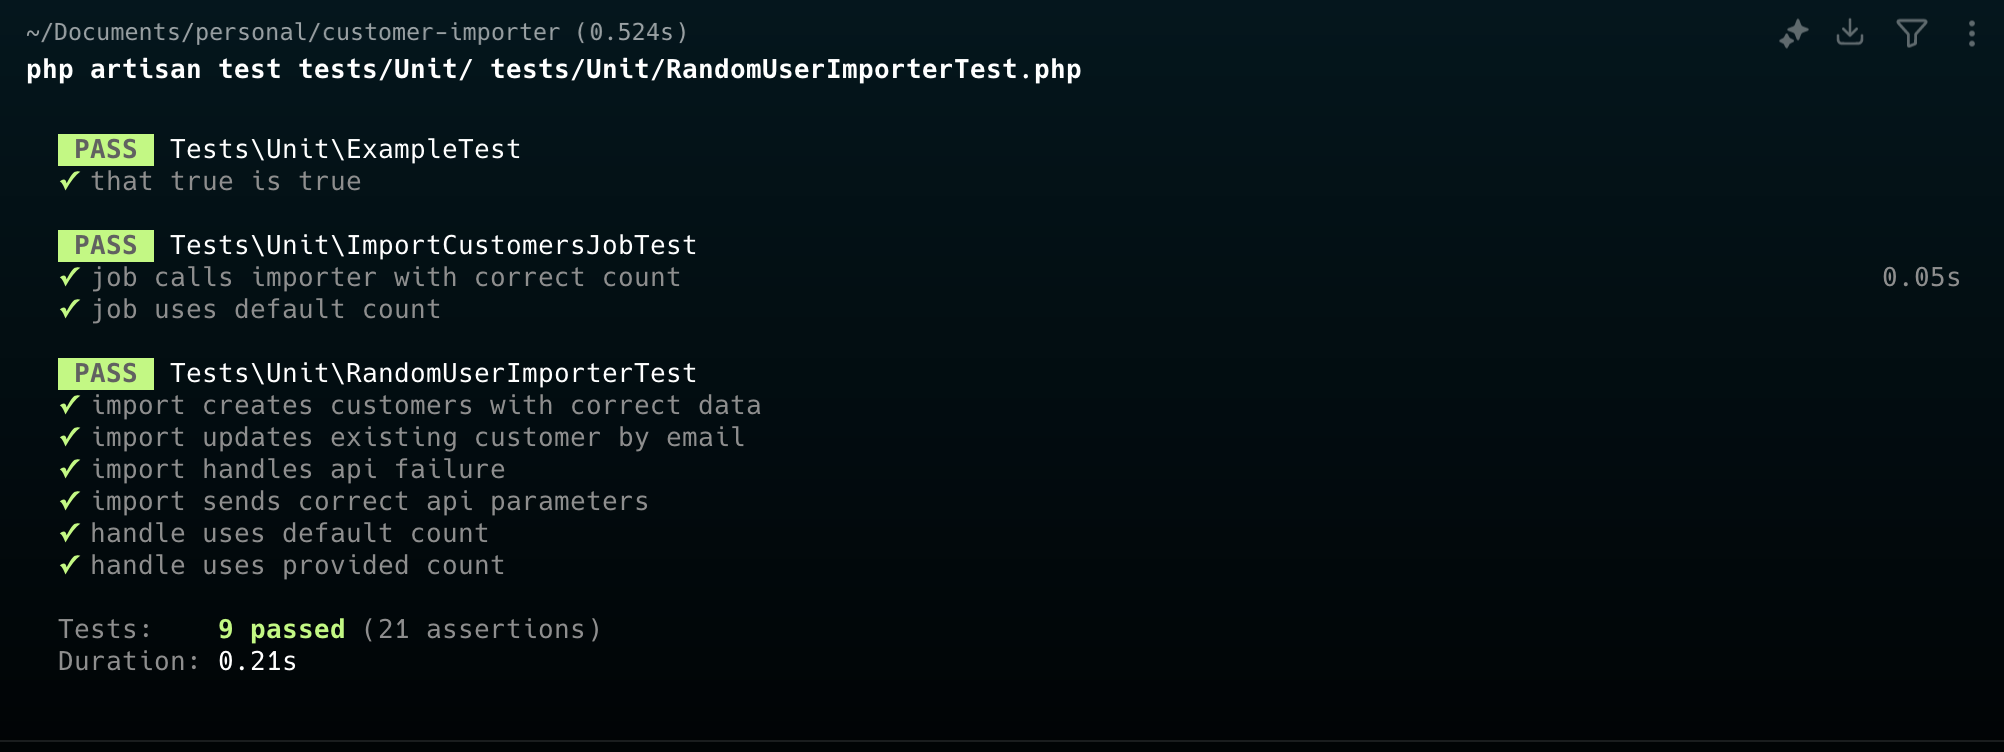 ~/Documents/personal/customer-importer (0.524s)
php artisan test tests/Unit/ tests/Unit/RandomUserImporterTest.php
PASS Tests\Unit\ExampleTest
✓ that true is true
PASS Tests\Unit\ImportCustomersJobTest
✓ job calls importer with correct count 0.05s
✓ job uses default count
PASS Tests\Unit\RandomUserImporterTest
✓ import creates customers with correct data
✓ import updates existing customer by email
✓ import handles api failure
✓ import sends correct api parameters
✓ handle uses default count
✓ handle uses provided count
Tests: 9 passed (21 assertions)
Duration: 0.21s